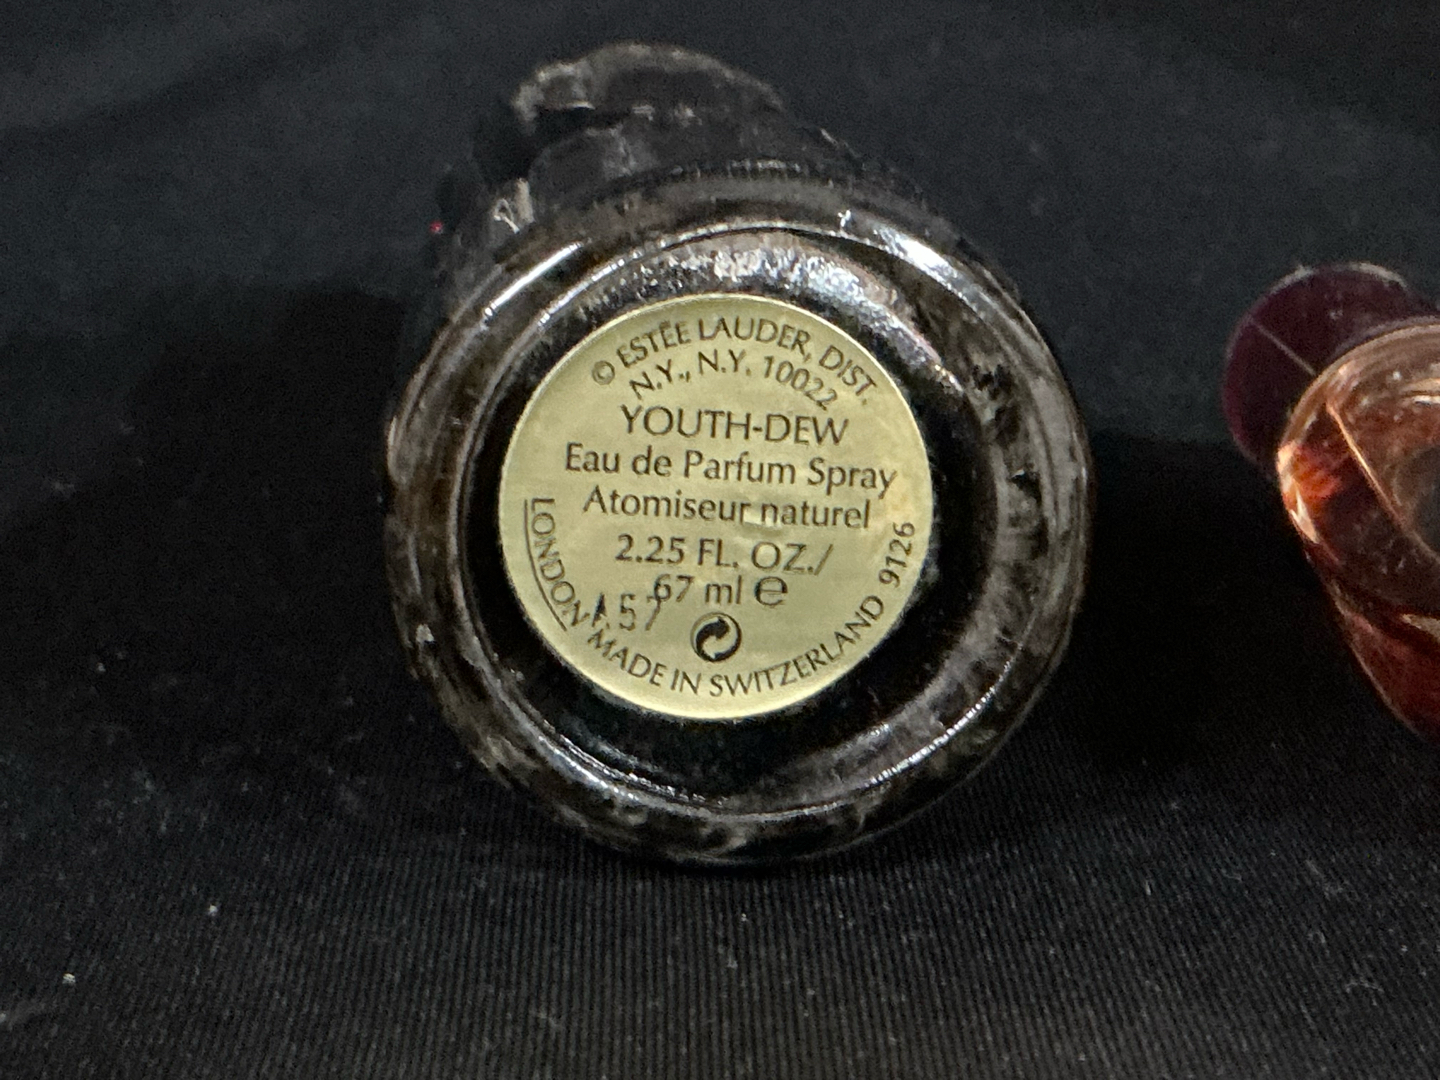 © ESTĒE LAUDER, DIST.
N.Y., N.Y. 10022
YOUTH-DEW
Eau de Parfum Spray
Atomiseur naturel
2.25 FL. OZ./
67 ml ℮
LONDON
MADE IN SWITZERLAND 9126